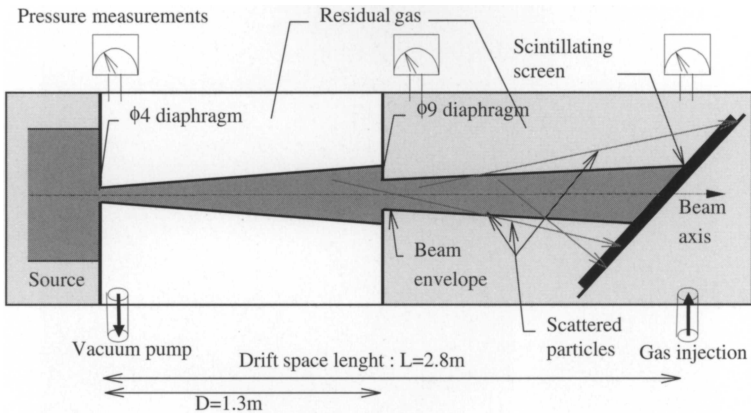 Pressure measurements
Residual gas
Scintillating
screen
ϕ4 diaphragm
ϕ9 diaphragm
Beam
axis
Source
Beam
envelope
Scattered
particles
Vacuum pump
Gas injection
Drift space lenght : L=2.8m
D=1.3m